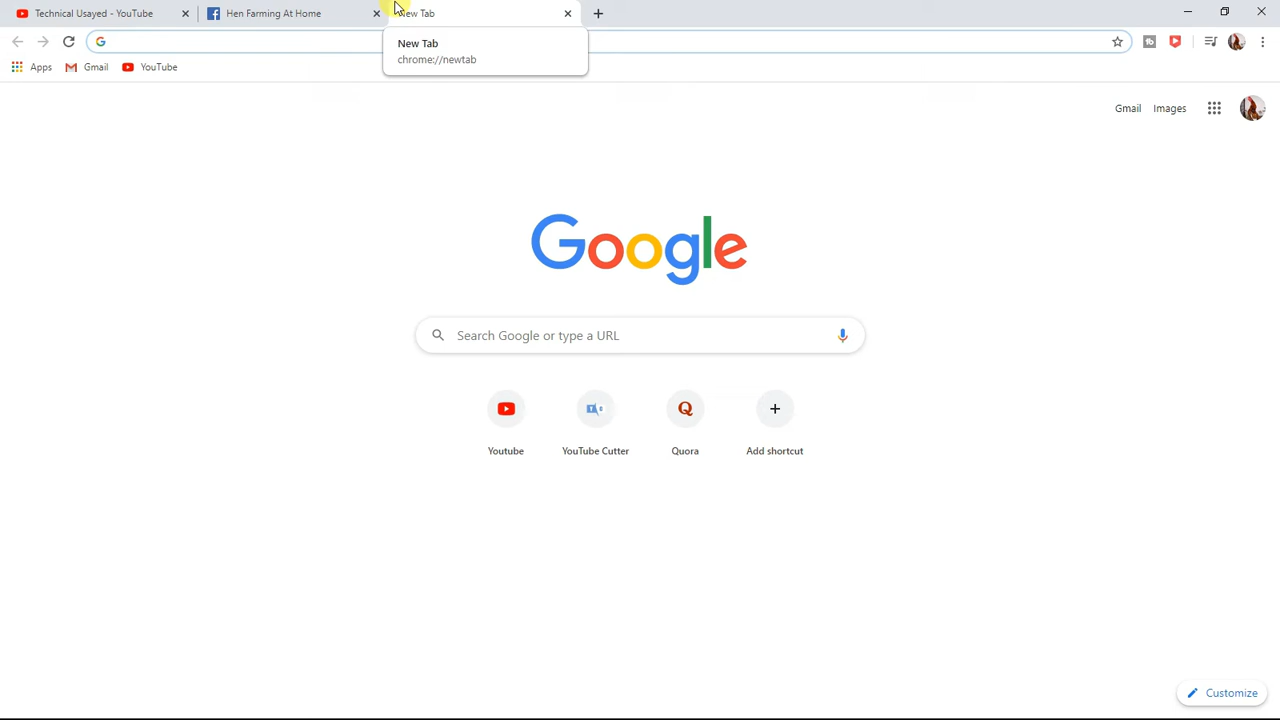 Technical Usayed - YouTube
Hen Farming At Home
New Tab
New Tab
chrome://newtab
Apps
Gmail
YouTube
Gmail
Images
Google
Search Google or type a URL
Youtube
YouTube Cutter
Quora
Add shortcut
Customize